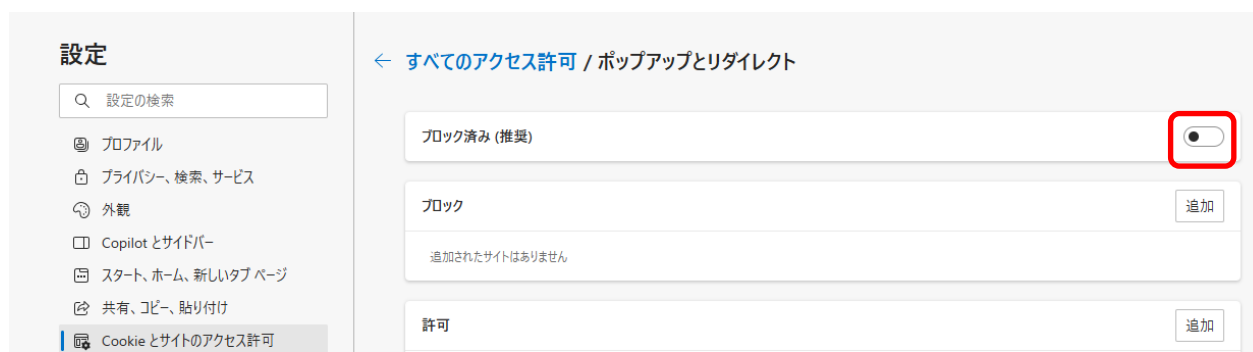 設定
設定の検索
プロファイル
プライバシー、検索、サービス
外観
Copilot とサイドバー
スタート、ホーム、新しいタブ ページ
共有、コピー、貼り付け
Cookie とサイトのアクセス許可
← すべてのアクセス許可 / ポップアップとリダイレクト
ブロック済み (推奨)
ブロック
追加
追加されたサイトはありません
許可
追加